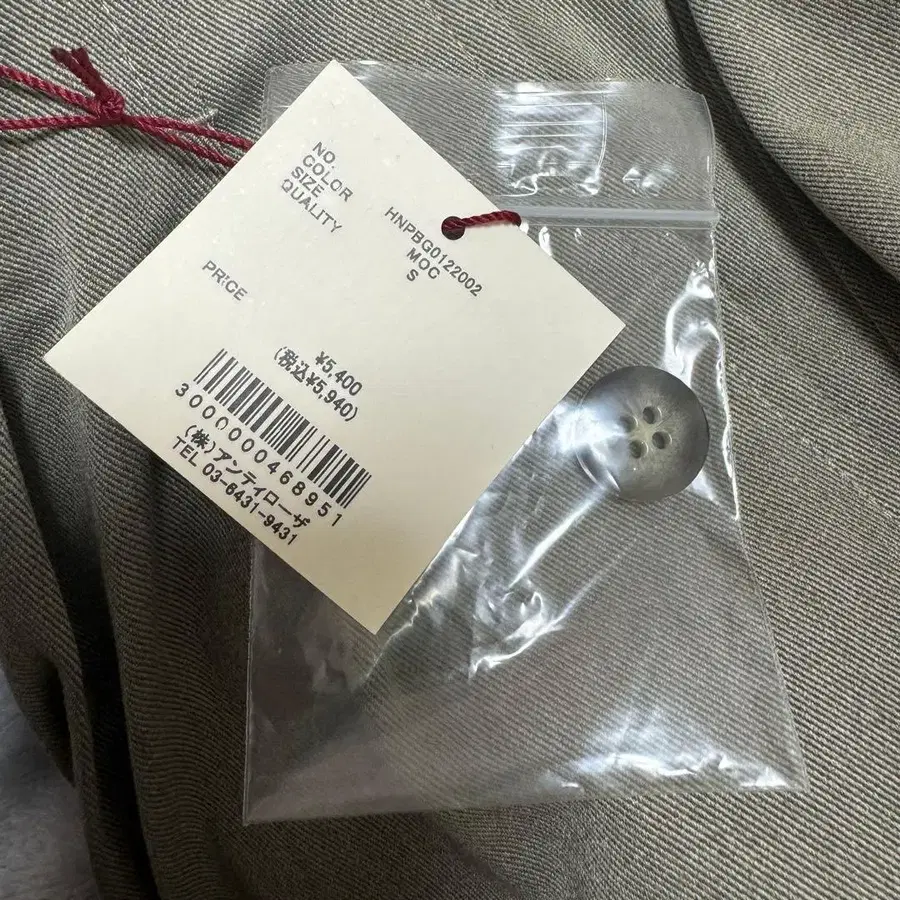 NO. HNPBG0122002
COLOR MOC
SIZE S
QUALITY
PRICE
¥5,400
(税込¥5,940)
3000000468951
(株)アンティローザ
TEL 03-6431-9431